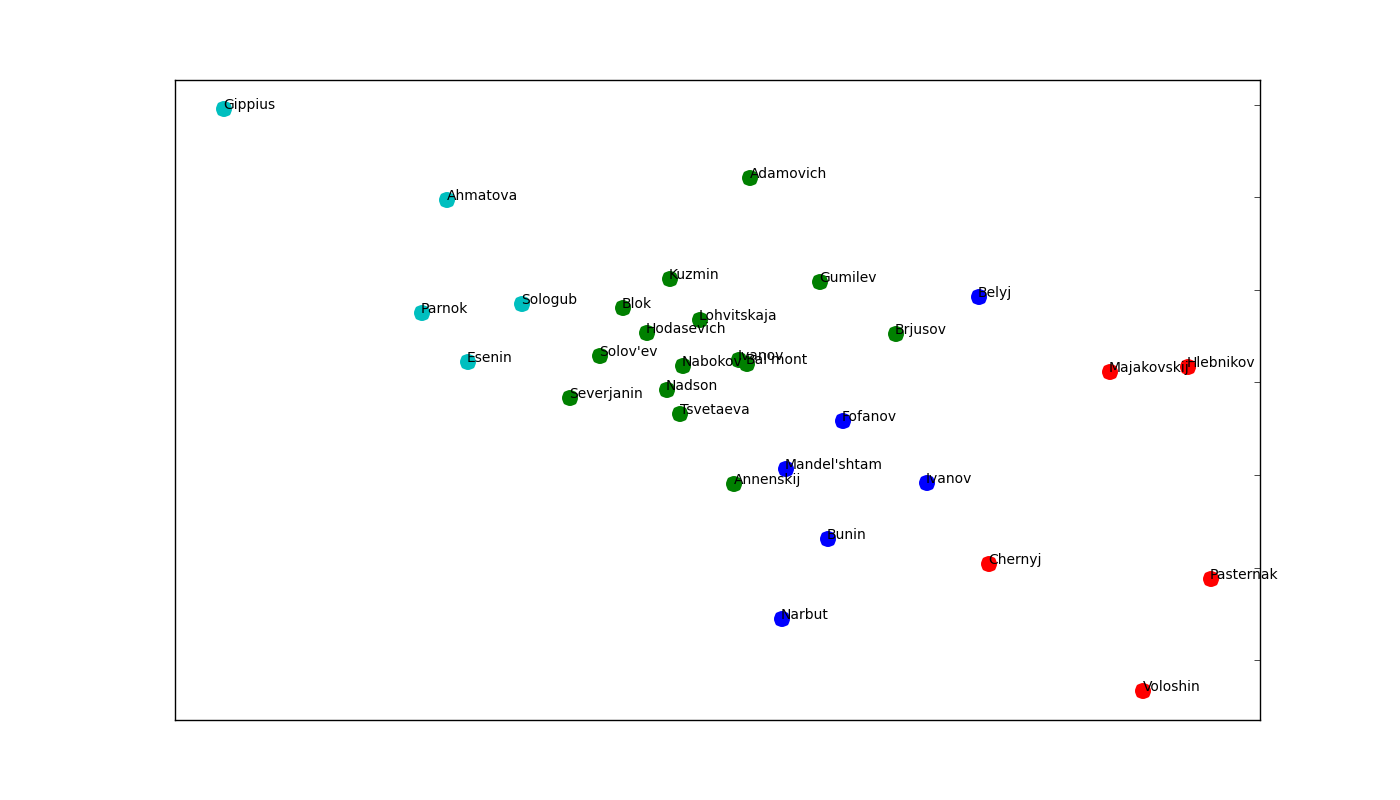 Gippius
Adamovich
Ahmatova
Kuzmin
Gumilev
Belyj
Sologub
Blok
Parnok
Lohvitskaja
Hodasevich
Brjusov
Solov'ev
Ivanov
Esenin
Nabokov
Bal'mont
Hlebnikov
Majakovskij
Nadson
Severjanin
Tsvetaeva
Fofanov
Mandel'shtam
Annenskij
Ivanov
Bunin
Chernyj
Pasternak
Narbut
Voloshin